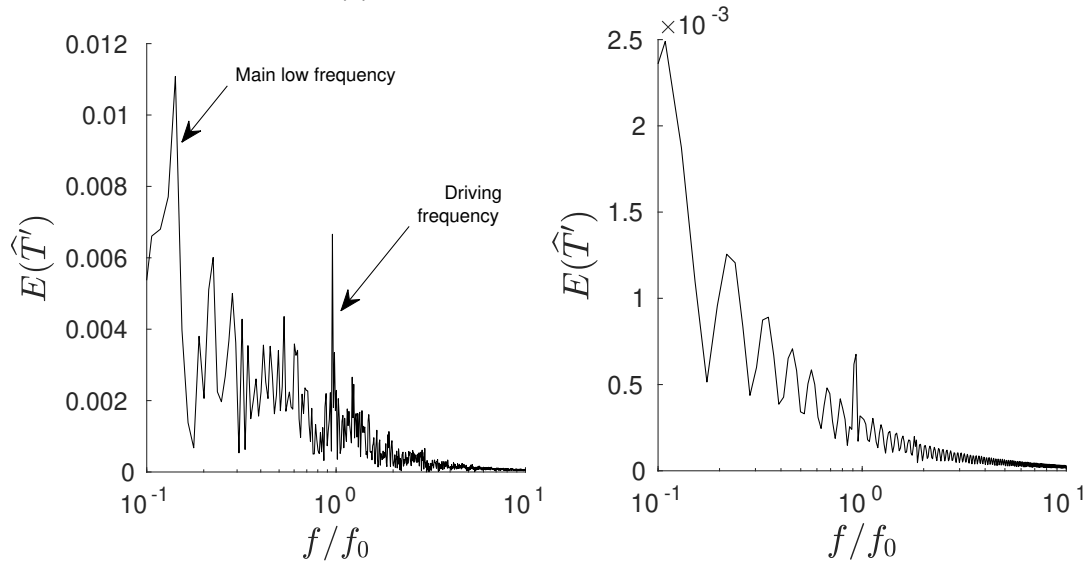 0.012
0.01
0.008
0.006
0.004
0.002
0
10^-1
10^0
10^1
E(T̂′)
f/f₀
Main low frequency
Driving
frequency
×10^-3
2.5
2
1.5
1
0.5
0
10^-1
10^0
10^1
E(T̂′)
f/f₀